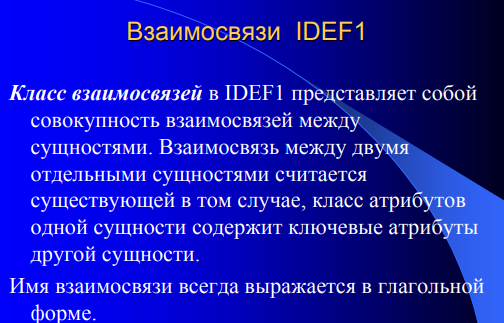 Взаимосвязи IDEF1
Класс взаимосвязей в IDEF1 представляет собой
совокупность взаимосвязей между
сущностями. Взаимосвязь между двумя
отдельными сущностями считается
существующей в том случае, класс атрибутов
одной сущности содержит ключевые атрибуты
другой сущности.
Имя взаимосвязи всегда выражается в глагольной
форме.